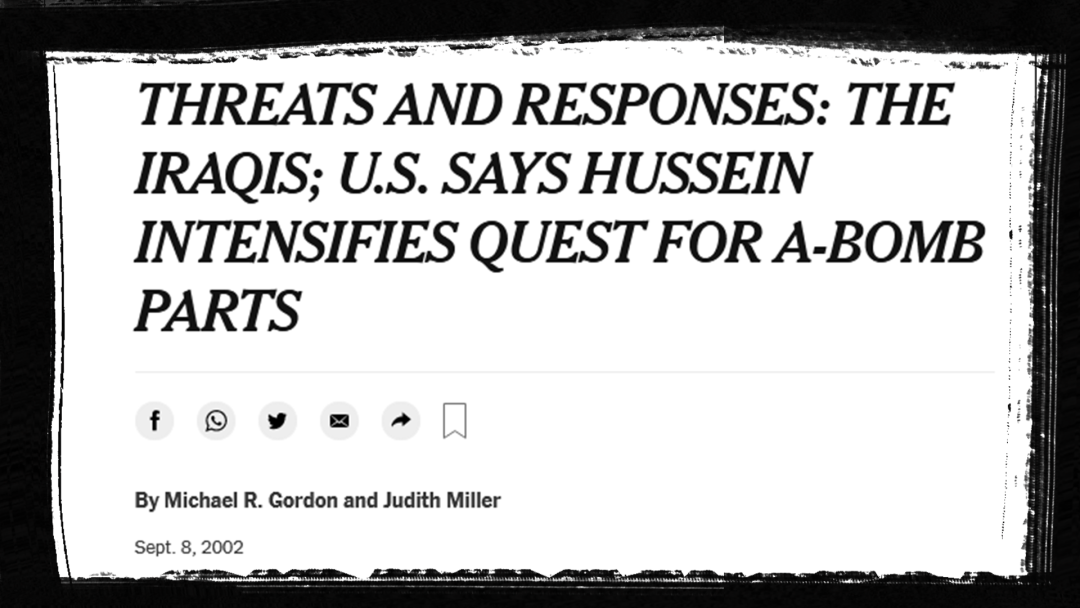 THREATS AND RESPONSES: THE
IRAQIS; U.S. SAYS HUSSEIN
INTENSIFIES QUEST FOR A-BOMB
PARTS
By Michael R. Gordon and Judith Miller
Sept. 8, 2002